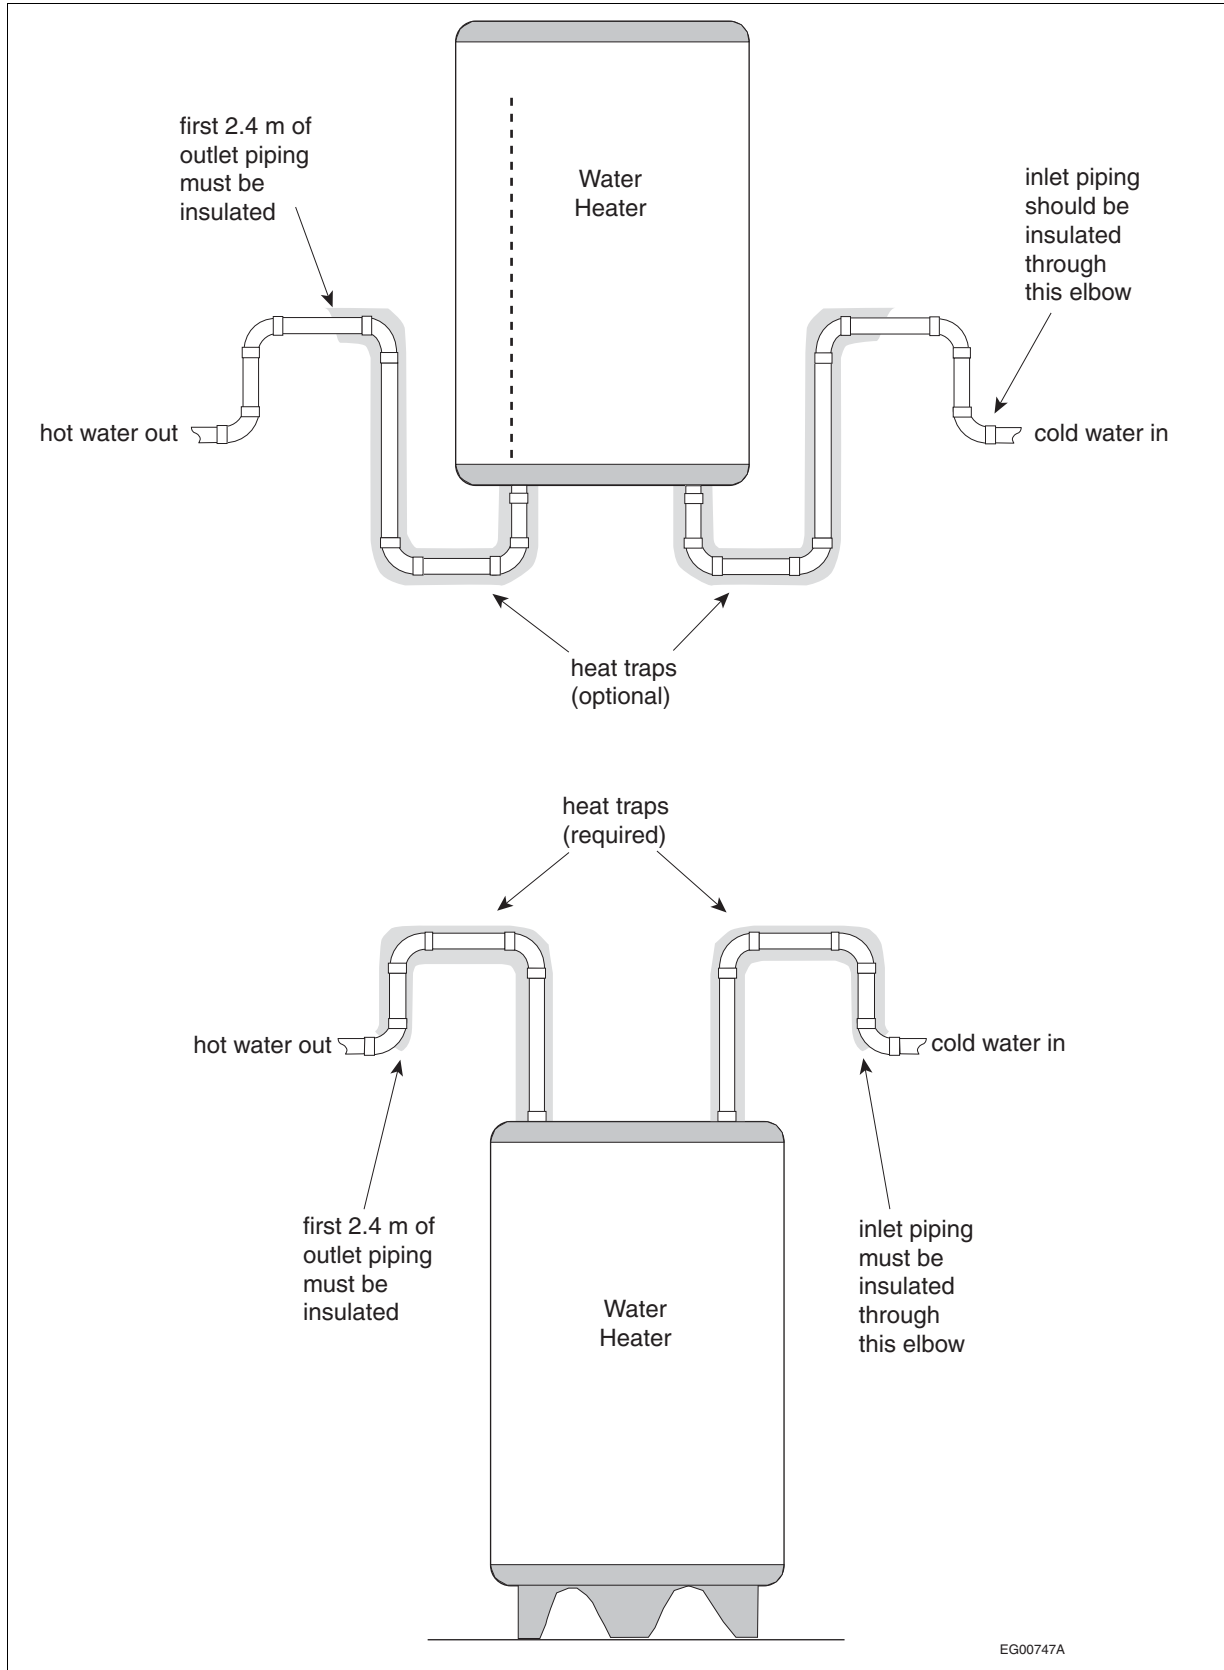 first 2.4 m of
outlet piping
must be
insulated
Water
Heater
inlet piping
should be
insulated
through
this elbow
hot water out
cold water in
heat traps
(optional)
heat traps
(required)
hot water out
cold water in
first 2.4 m of
outlet piping
must be
insulated
inlet piping
must be
insulated
through
this elbow
Water
Heater
EG00747A